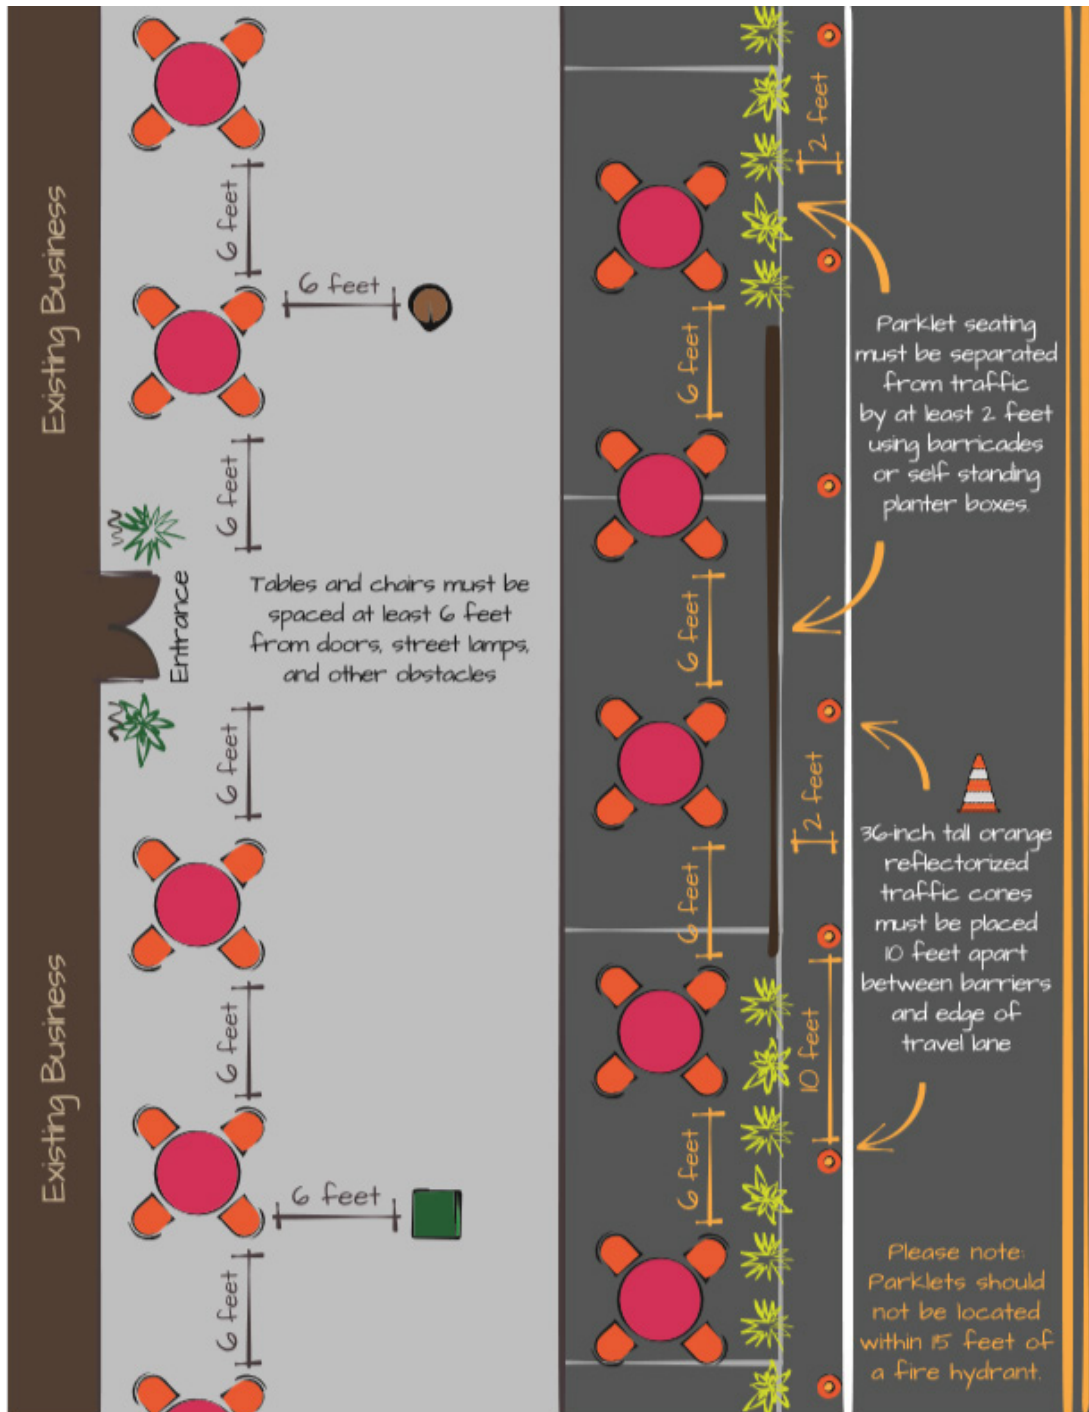 Existing Business
6 feet
6 feet
6 feet
Entrance
Tables and chairs must be
spaced at least 6 feet
from doors, street lamps,
and other obstacles
6 feet
Existing Business
6 feet
6 feet
6 feet
2 feet
6 feet
Parklet seating
must be separated
from traffic
by at least 2 feet
using barricades
or self standing
planter boxes.
6 feet
2 feet
6 feet
36-inch tall orange
reflectorized
traffic cones
must be placed
10 feet apart
between barriers
and edge of
travel lane
10 feet
6 feet
Please note:
Parklets should
not be located
within 15 feet of
a fire hydrant.